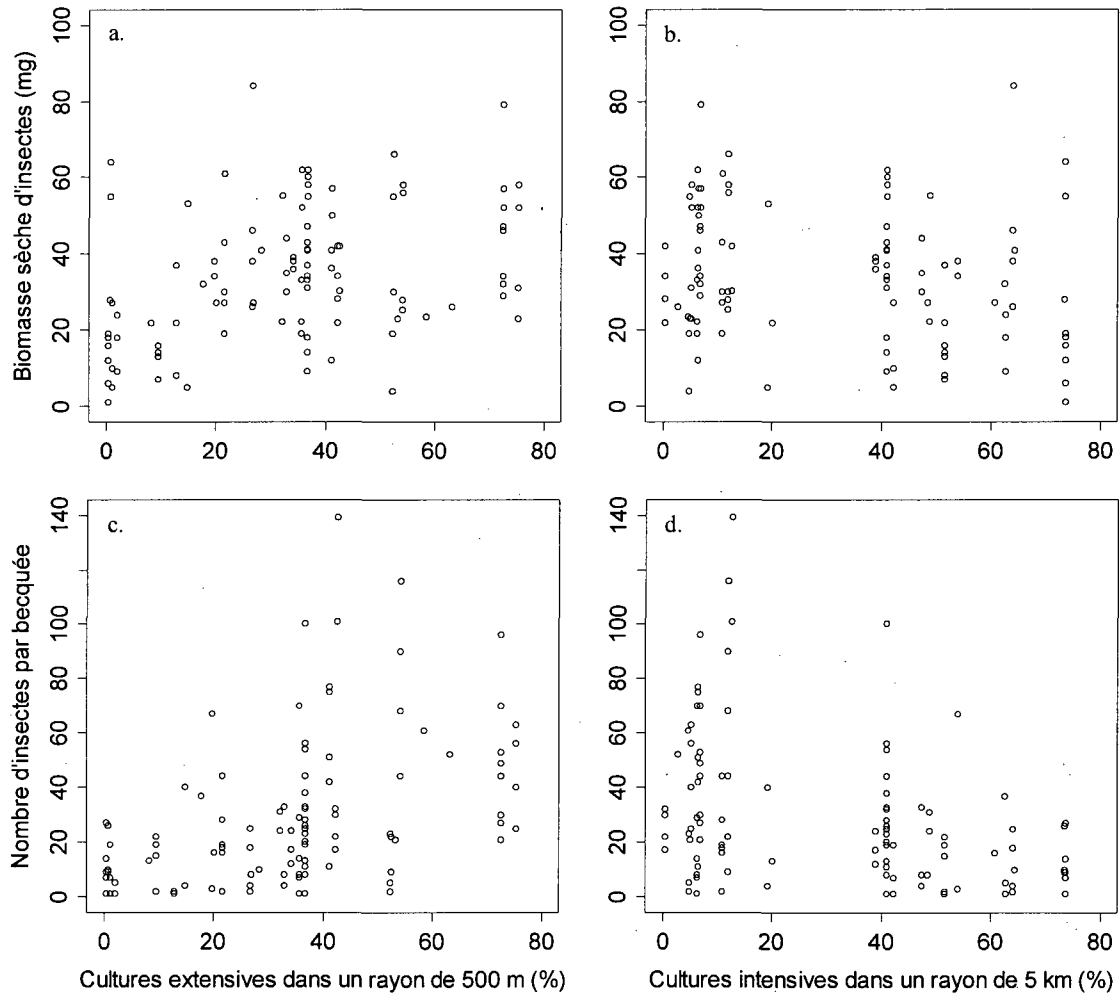 a.
b.
Biomasse sèche d'insectes (mg)
0 20 40 60 80 100
0 20 40 60 80 100
0 20 40 60 80
0 20 40 60 80
c.
d.
Nombre d'insectes par becquée
0 20 40 60 80 100 140
0 20 40 60 80 100 140
0 20 40 60 80
0 20 40 60 80
Cultures extensives dans un rayon de 500 m (%)
Cultures intensives dans un rayon de 5 km (%)